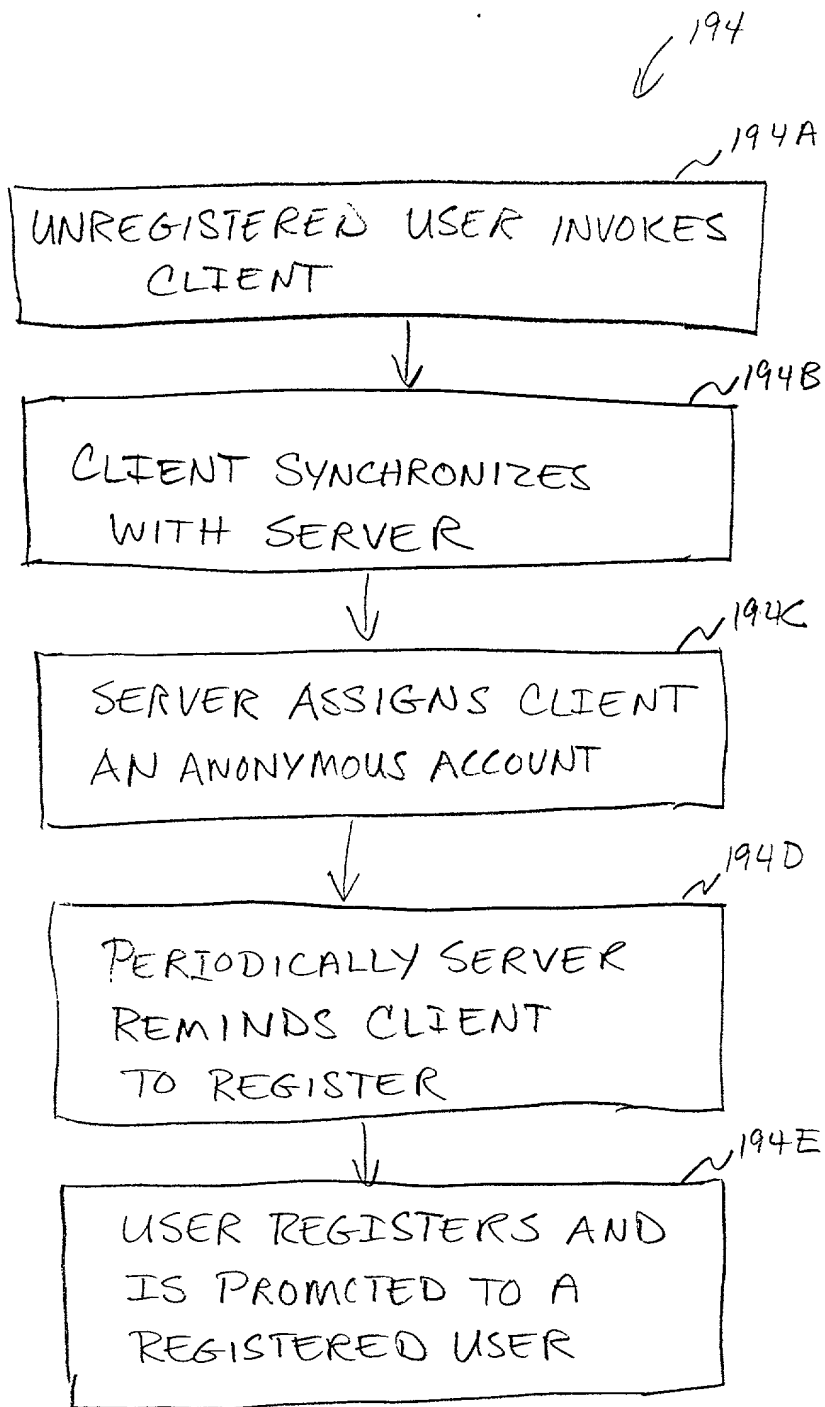 194
194A
UNREGISTERED USER INVOKES
CLIENT
194B
CLIENT SYNCHRONIZES
WITH SERVER
194C
SERVER ASSIGNS CLIENT
AN ANONYMOUS ACCOUNT
194D
PERIODICALLY SERVER
REMINDS CLIENT
TO REGISTER
194E
USER REGISTERS AND
IS PROMOTED TO A
REGISTERED USER